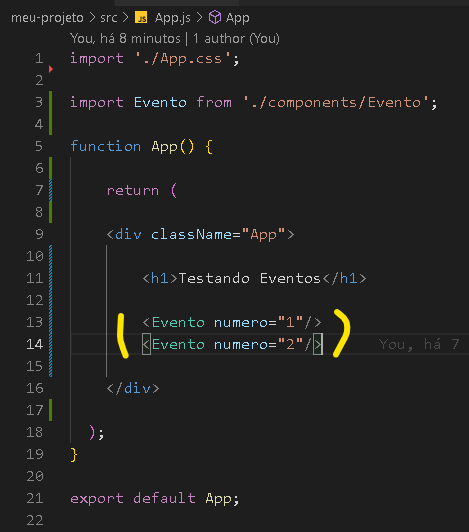 meu-projeto > src > JS App.js > App
You, há 8 minutos | 1 author (You)
1 import './App.css';
2
3 import Evento from './components/Evento';
4
5 function App() {
6
7 return (
8
9 <div className="App">
10
11 <h1>Testando Eventos</h1>
12
13 <Evento numero="1"/>
14 <Evento numero="2"/> You, há 7
15
16 </div>
17
18 );
19 }
20
21 export default App;
22